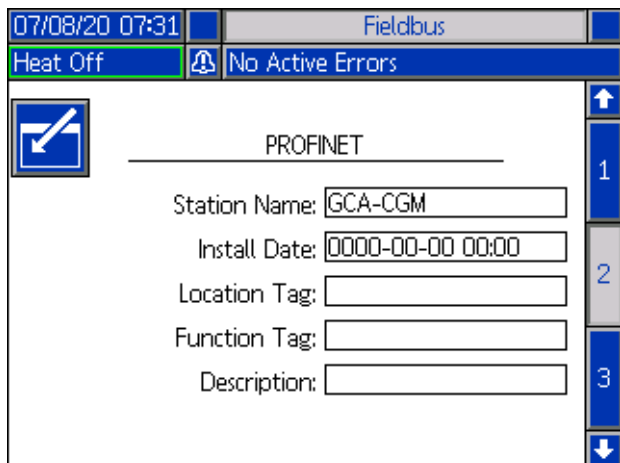 07/08/20 07:31 Fieldbus
Heat Off No Active Errors
PROFINET
1
Station Name: GCA-CGM
Install Date: 0000-00-00 00:00
2
Location Tag:
Function Tag:
Description:
3